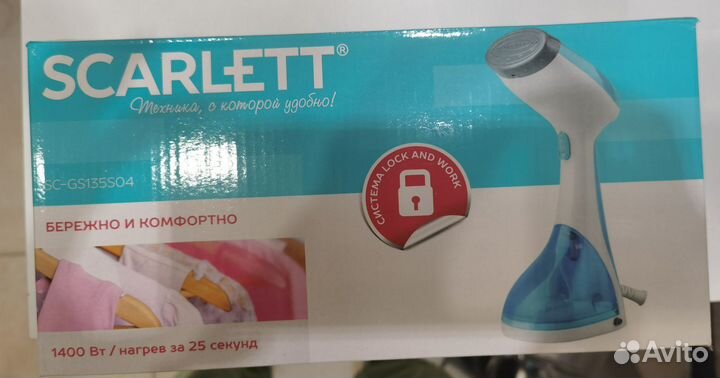 SCARLETT®
Техника, с которой удобно!
SC-GS135S04
БЕРЕЖНО И КОМФОРТНО
СИСТЕМА LOCK AND WORK
1400 Вт / нагрев за 25 секунд
Avito